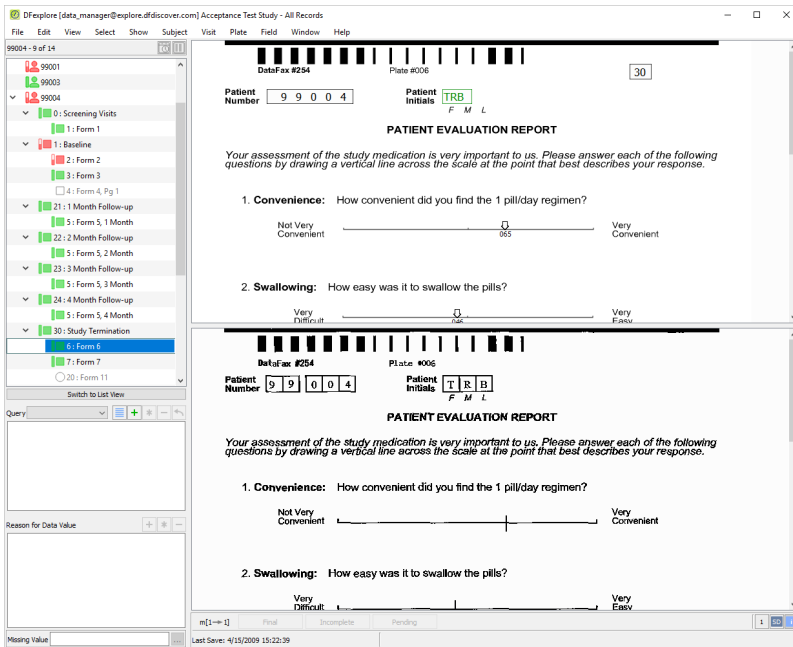 DFexplore [data_manager@explore.dfdiscover.com] Acceptance Test Study - All Records
File Edit View Select Show Subject Visit Plate Field Window Help
99004 - 9 of 14
99001
99003
99004
0 : Screening Visits
1 : Form 1
1 : Baseline
2 : Form 2
3 : Form 3
4 : Form 4, Pg 1
21 : 1 Month Follow-up
5 : Form 5, 1 Month
22 : 2 Month Follow-up
5 : Form 5, 2 Month
23 : 3 Month Follow-up
5 : Form 5, 3 Month
24 : 4 Month Follow-up
5 : Form 5, 4 Month
30 : Study Termination
6 : Form 6
7 : Form 7
20 : Form 11
Switch to List View
Query
Reason for Data Value
Missing Value
DataFax #254 Plate #006
30
Patient Number 9 9 0 0 4 Patient Initials TRB
F M L
PATIENT EVALUATION REPORT
Your assessment of the study medication is very important to us. Please answer each of the following
questions by drawing a vertical line across the scale at the point that best describes your response.
1. Convenience: How convenient did you find the 1 pill/day regimen?
Not Very Convenient 065 Very Convenient
2. Swallowing: How easy was it to swallow the pills?
Very Difficult 046 Very Easy
DataFax #254 Plate #006
Patient Number 9 9 0 0 4 Patient Initials T R B
F M L
PATIENT EVALUATION REPORT
Your assessment of the study medication is very important to us. Please answer each of the following
questions by drawing a vertical line across the scale at the point that best describes your response.
1. Convenience: How convenient did you find the 1 pill/day regimen?
Not Very Convenient Very Convenient
2. Swallowing: How easy was it to swallow the pills?
Very Difficult Very Easy
m[1→1] Final Incomplete Pending 1 SD
Last Save: 4/15/2009 15:22:39